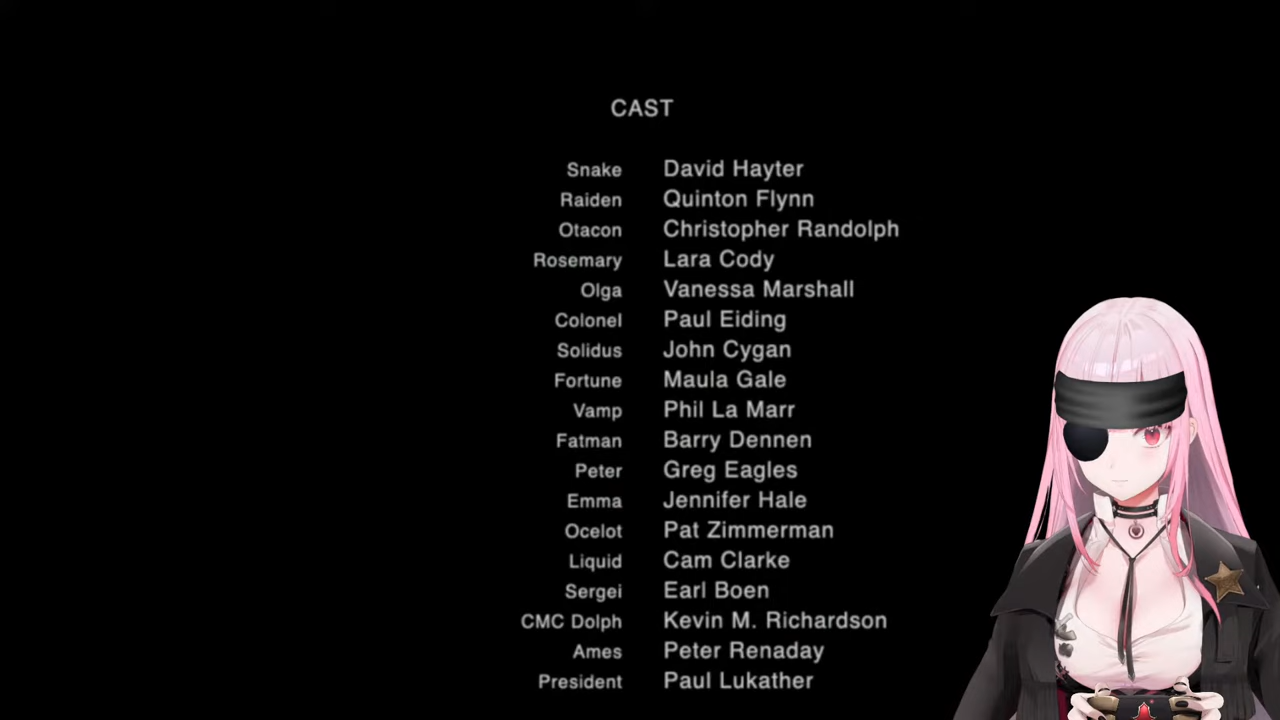 CAST
Snake David Hayter
Raiden Quinton Flynn
Otacon Christopher Randolph
Rosemary Lara Cody
Olga Vanessa Marshall
Colonel Paul Eiding
Solidus John Cygan
Fortune Maula Gale
Vamp Phil La Marr
Fatman Barry Dennen
Peter Greg Eagles
Emma Jennifer Hale
Ocelot Pat Zimmerman
Liquid Cam Clarke
Sergei Earl Boen
CMC Dolph Kevin M. Richardson
Ames Peter Renaday
President Paul Lukather